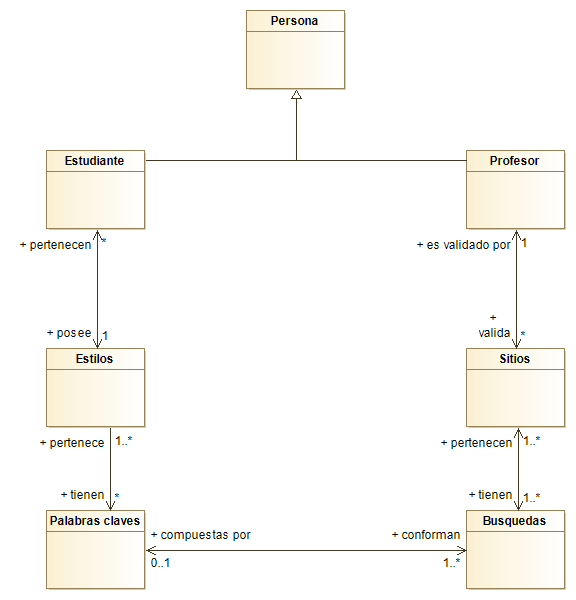 Persona
Estudiante
Profesor
+ pertenecen
*
+ es validado por
1
+ posee
1
+
valida
*
Estilos
Sitios
+ pertenece
1..*
+ pertenecen
1..*
+ tienen
*
+ tienen
1..*
Palabras claves
Busquedas
+ compuestas por
+ conforman
0..1
1..*